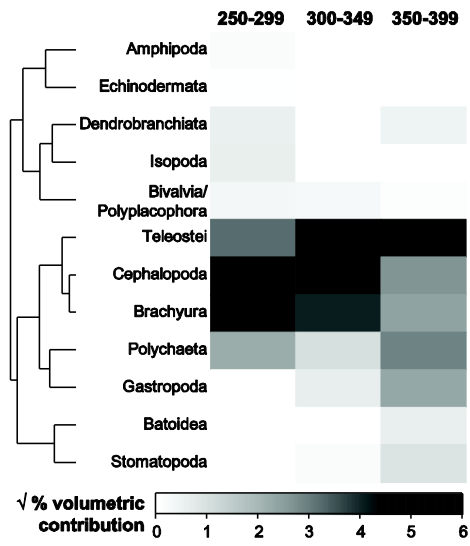 250-299 300-349 350-399
Amphipoda
Echinodermata
Dendrobranchiata
Isopoda
Bivalvia/
Polyplacophora
Teleostei
Cephalopoda
Brachyura
Polychaeta
Gastropoda
Batoidea
Stomatopoda
√ % volumetric
contribution
0 1 2 3 4 5 6